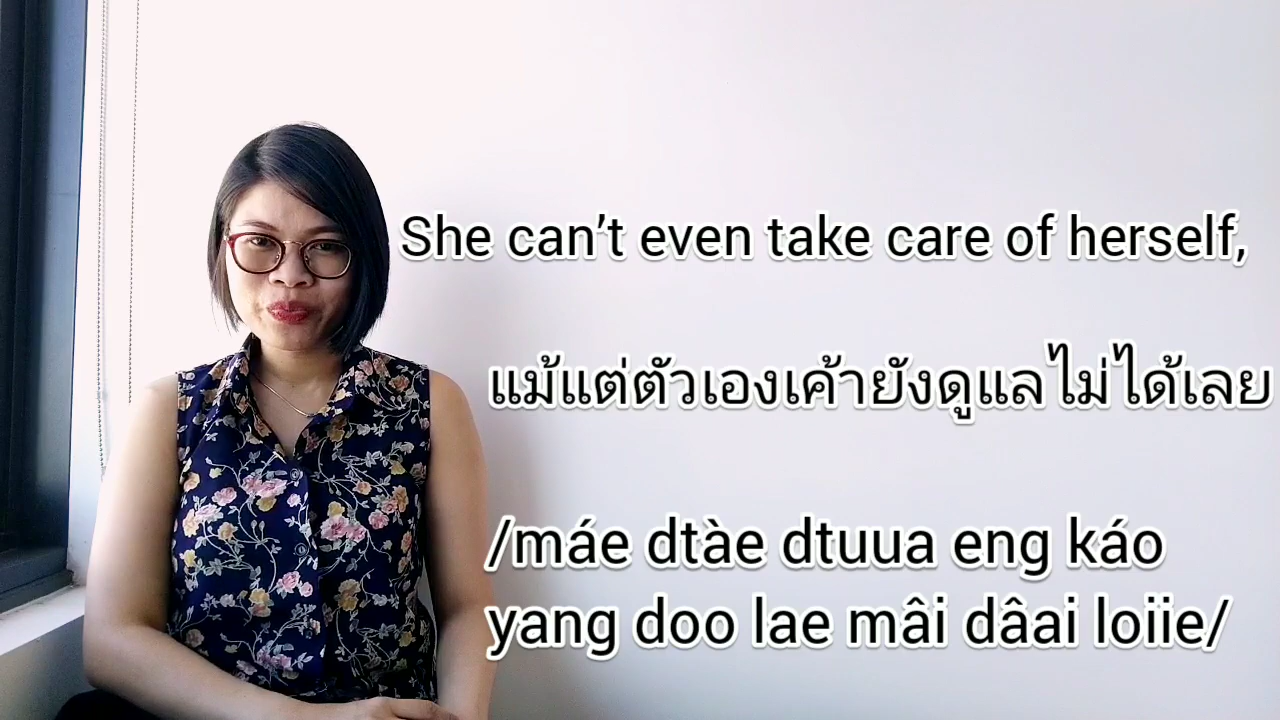 She can’t even take care of herself,
แม้แต่ตัวเองเค้ายังดูแลไม่ได้เลย
/máe dtàe dtuua eng káo
yang doo lae mâi dâai loiie/